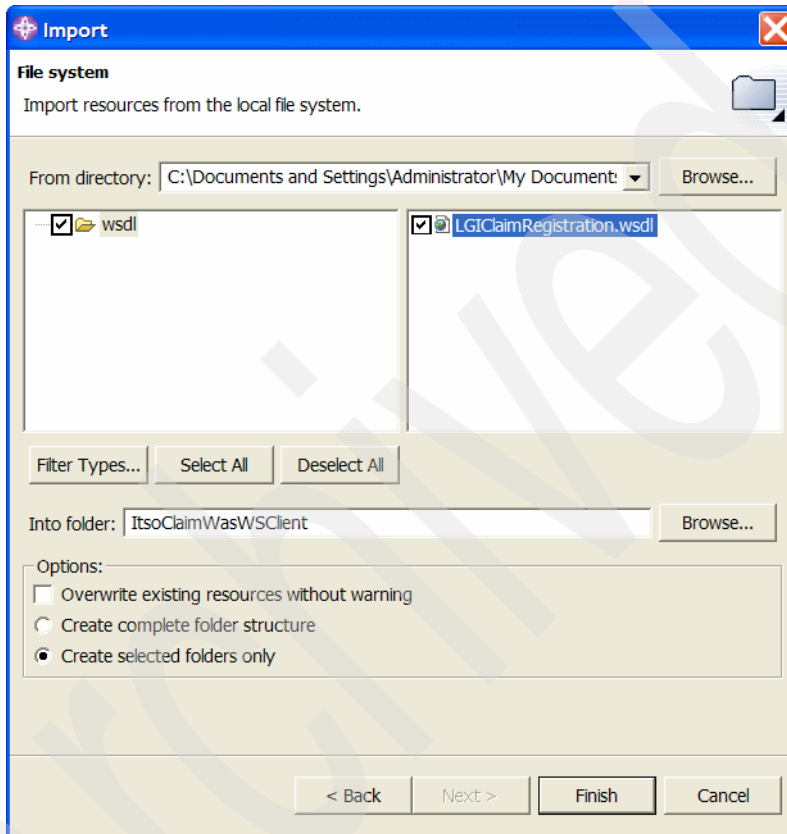 Import
File system
Import resources from the local file system.
From directory: C:\Documents and Settings\Administrator\My Document: Browse...
wsdl LGIClaimRegistration.wsdl
Filter Types... Select All Deselect All
Into folder: ItsoClaimWasWSClient Browse...
Options:
Overwrite existing resources without warning
Create complete folder structure
Create selected folders only
< Back Next > Finish Cancel